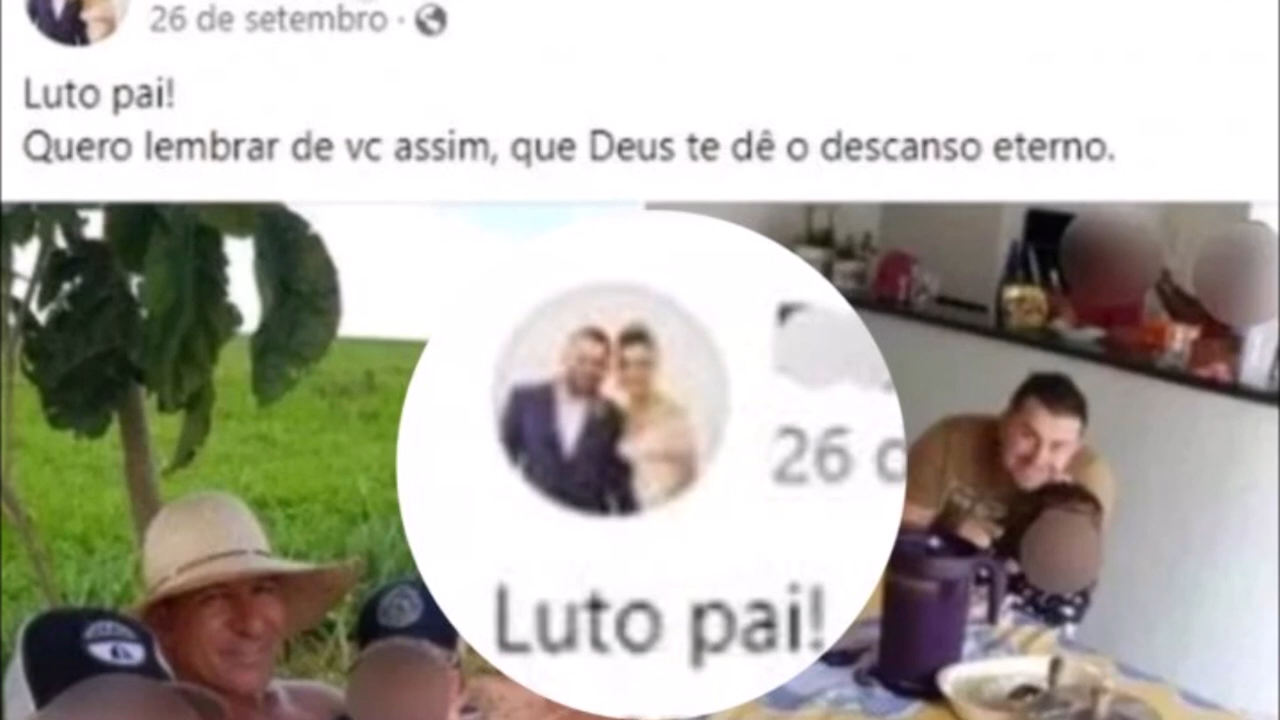 26 de setembro ·
Luto pai!
Quero lembrar de vc assim, que Deus te dê o descanso eterno.
26 d
Luto pai!